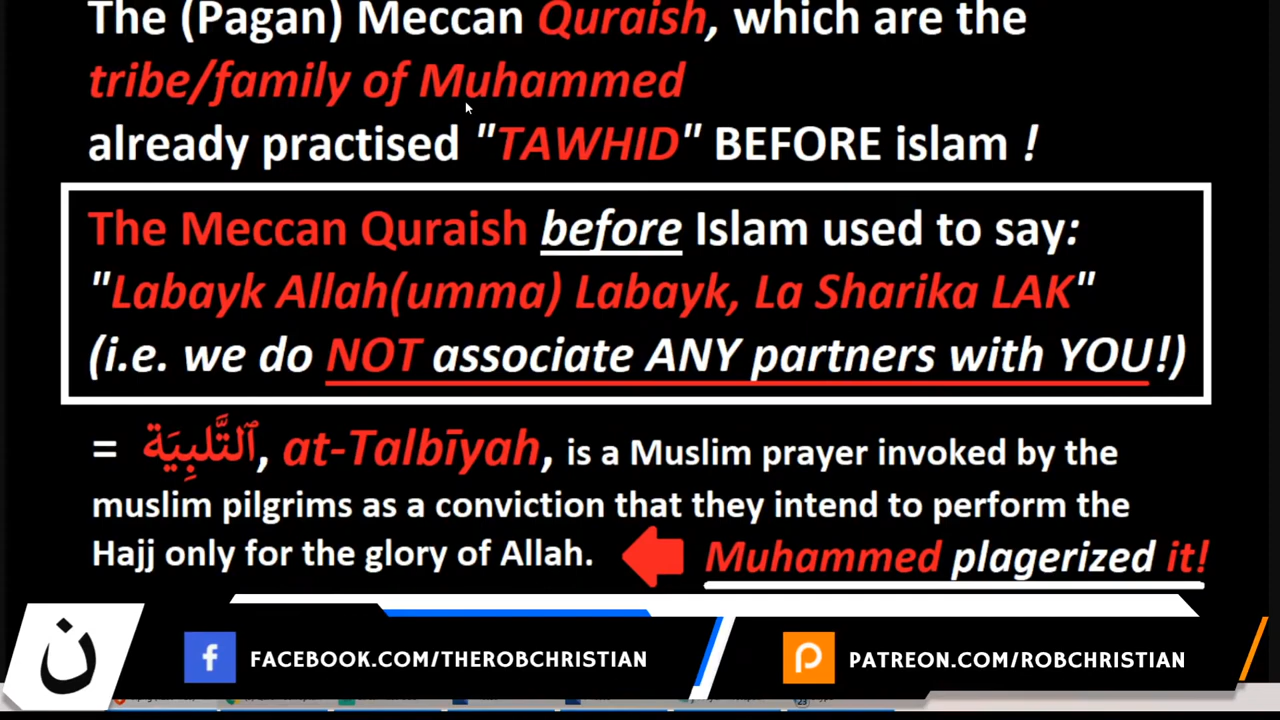 The (Pagan) Meccan Quraish, which are the
tribe/family of Muhammed
already practised "TAWHID" BEFORE islam !
The Meccan Quraish before Islam used to say:
"Labayk Allah(umma) Labayk, La Sharika LAK"
(i.e. we do NOT associate ANY partners with YOU!)
= ٱلتَّلبِيَة, at-Talbīyah, is a Muslim prayer invoked by the
muslim pilgrims as a conviction that they intend to perform the
Hajj only for the glory of Allah. Muhammed plagerized it!
ن f FACEBOOK.COM/THEROBCHRISTIAN PATREON.COM/ROBCHRISTIAN